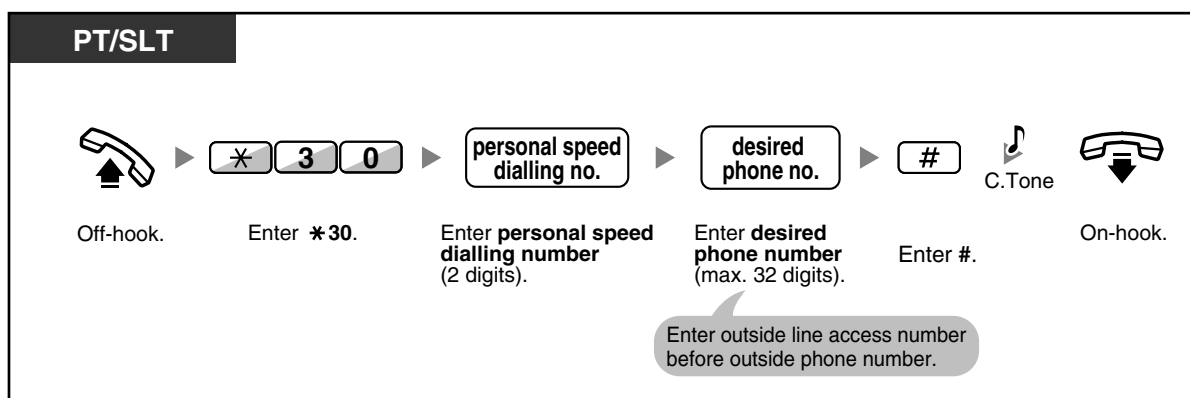 PT/SLT
* 3 0
personal speed
dialling no.
desired
phone no.
#
C.Tone
Off-hook.
Enter *30.
Enter personal speed
dialling number
(2 digits).
Enter desired
phone number
(max. 32 digits).
Enter #.
On-hook.
Enter outside line access number
before outside phone number.